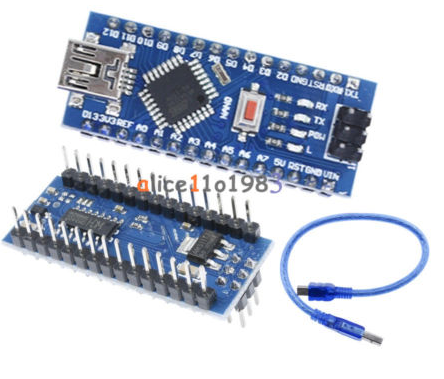 D12 D11 D10 D9 D8 D7 D6 D5 D4 D3 D2 GND RST RX0 TX1
RX
TX
POW
L
D13 3V3 REF A0 A1 A2 A3 A4 A5 A6 A7 5V RST GND VIN
alice11o1983